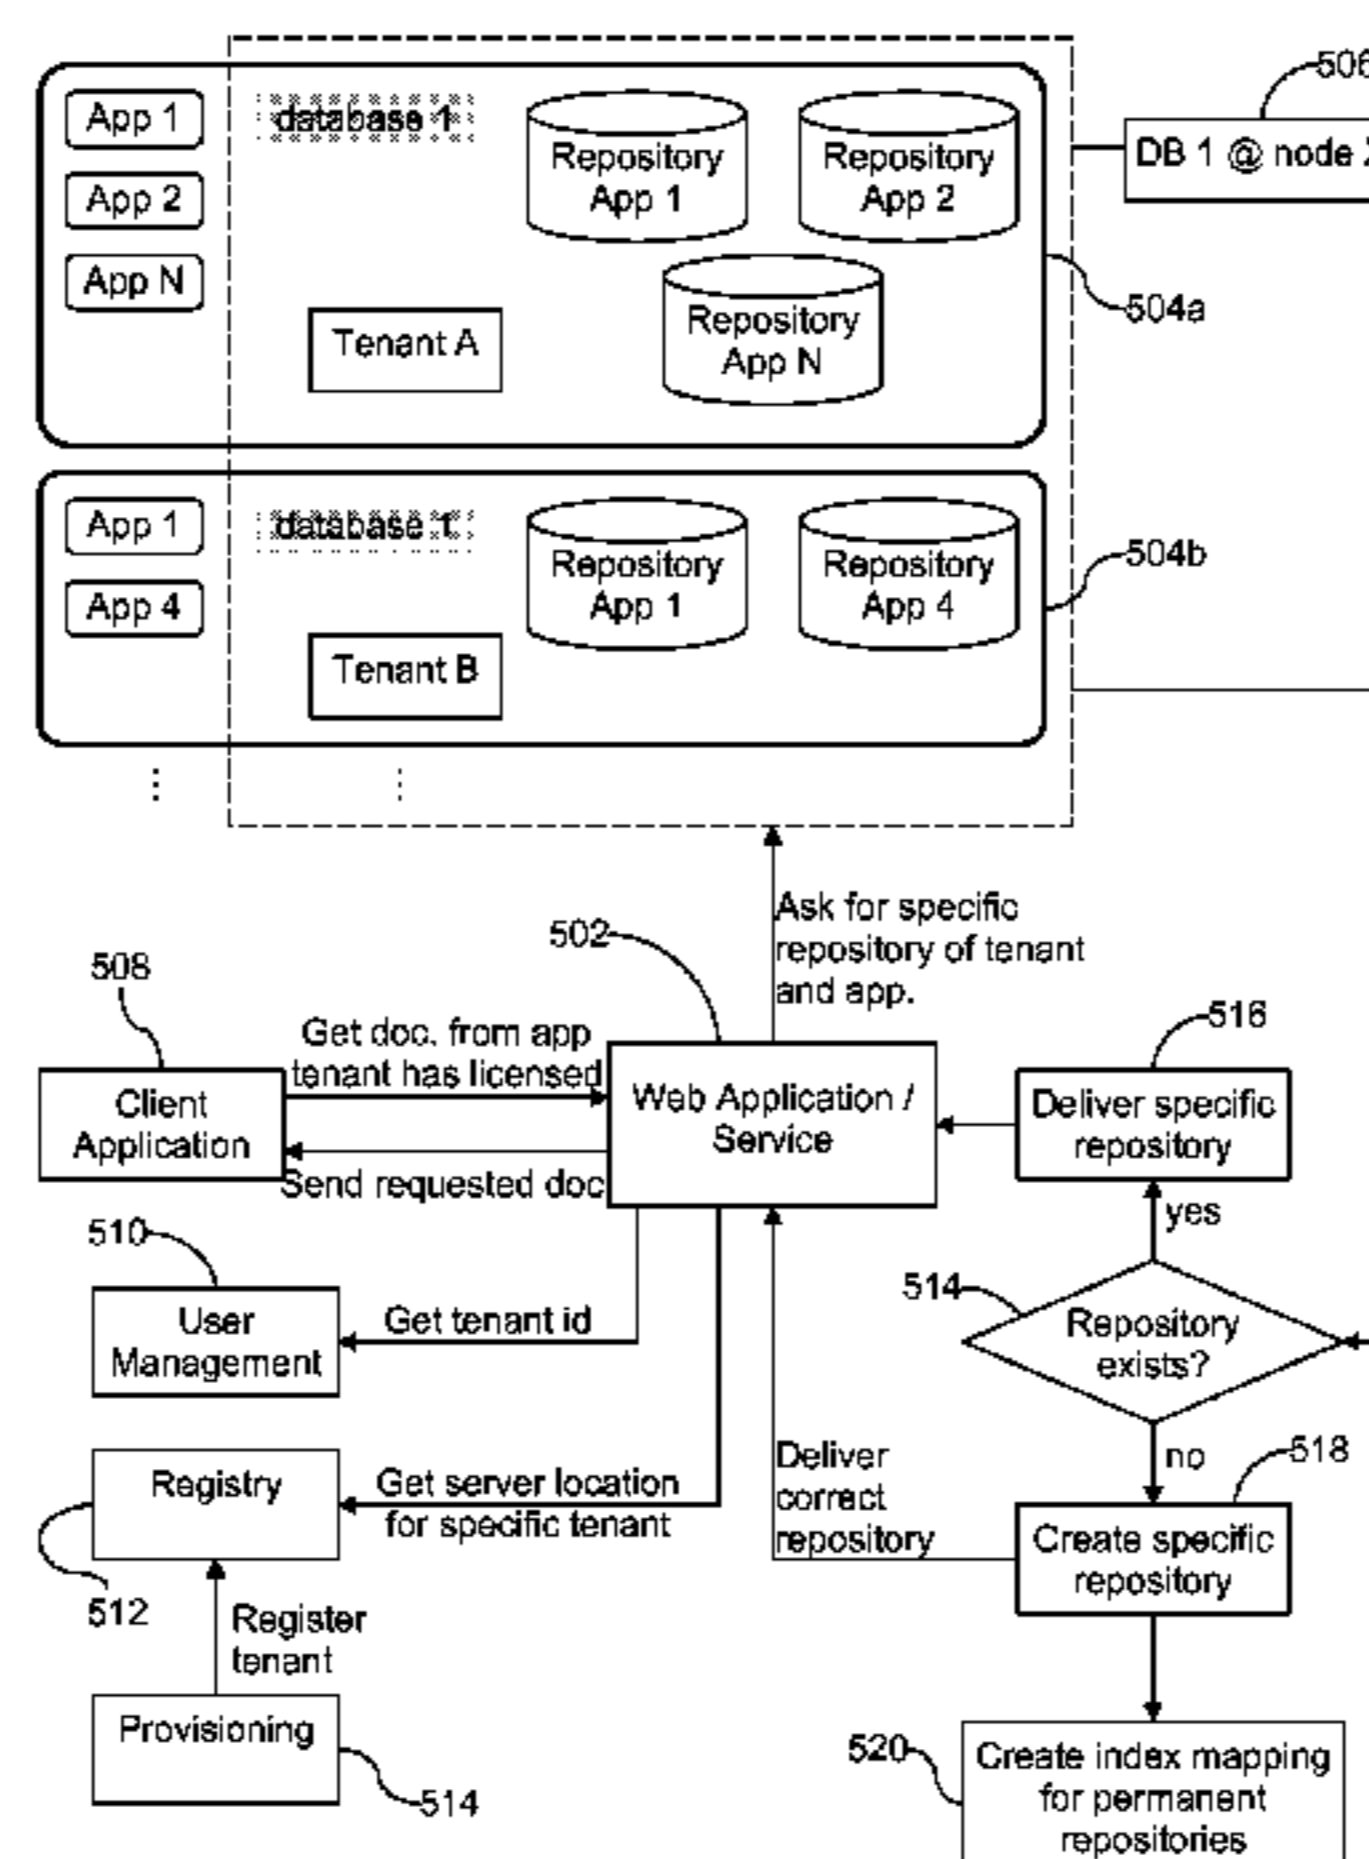 506
App 1
database 1
Repository
App 1
Repository
App 2
DB 1 @ node
App 2
App N
Repository
App N
504a
Tenant A
App 1
database 1
Repository
App 1
Repository
App 4
504b
App 4
Tenant B
⋮
⋮
Ask for specific
repository of tenant
and app.
502
508
516
Get doc. from app
tenant has licensed
Client
Application
Web Application /
Service
Deliver specific
repository
Send requested doc
yes
510
514
User
Management
Get tenant id
Repository
exists?
Deliver
correct
repository
no
518
Registry
Get server location
for specific tenant
Create specific
repository
512
Register
tenant
Provisioning
514
520
Create index mapping
for permanent
repositories